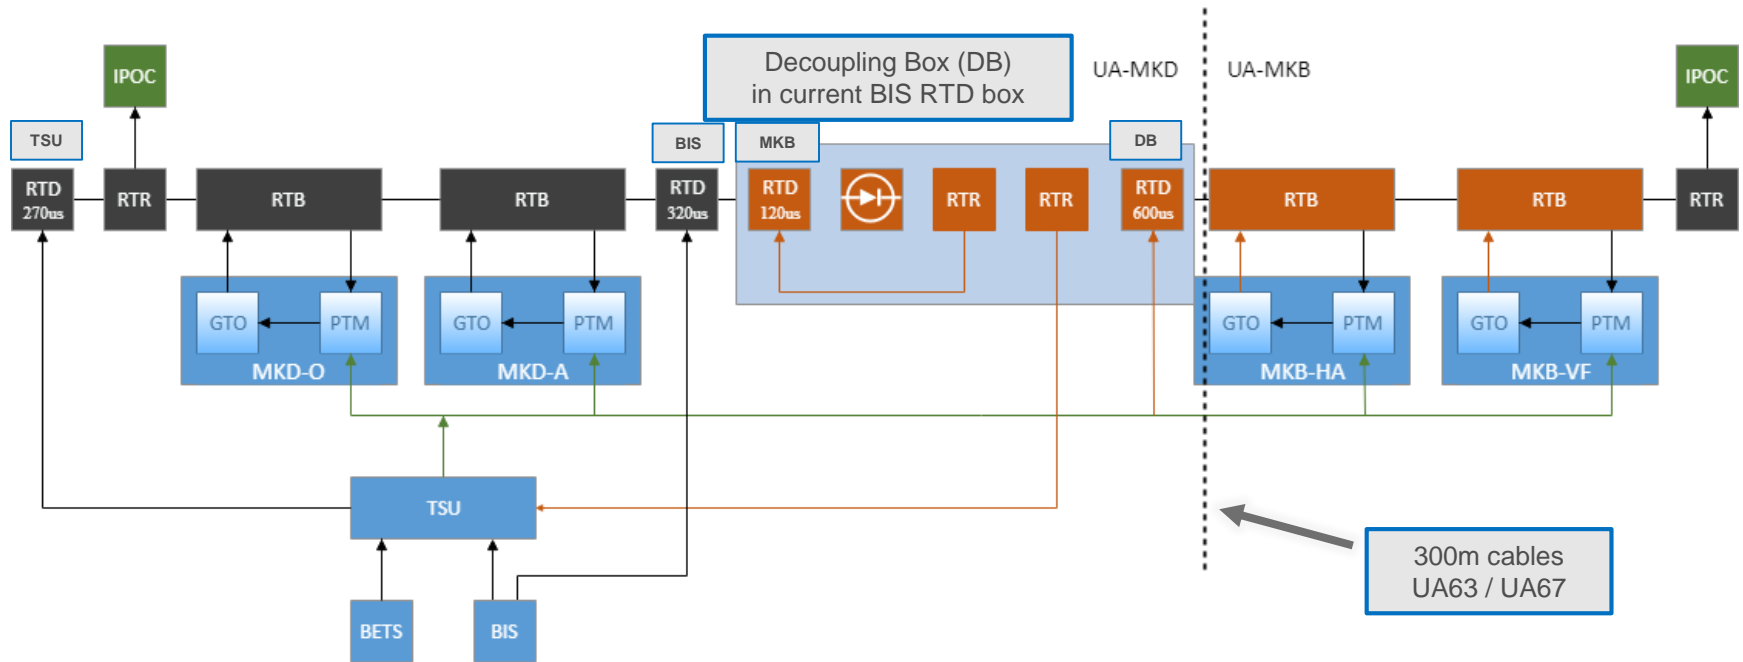 Decoupling Box (DB)
in current BIS RTD box
UA-MKD
UA-MKB
IPOC
IPOC
TSU
BIS
MKB
DB
RTD
270us
RTR
RTB
RTB
RTD
320us
RTD
120us
RTR
RTR
RTD
600us
RTB
RTB
RTR
GTO
PTM
MKD-O
GTO
PTM
MKD-A
GTO
PTM
MKB-HA
GTO
PTM
MKB-VF
TSU
300m cables
UA63 / UA67
BETS
BIS